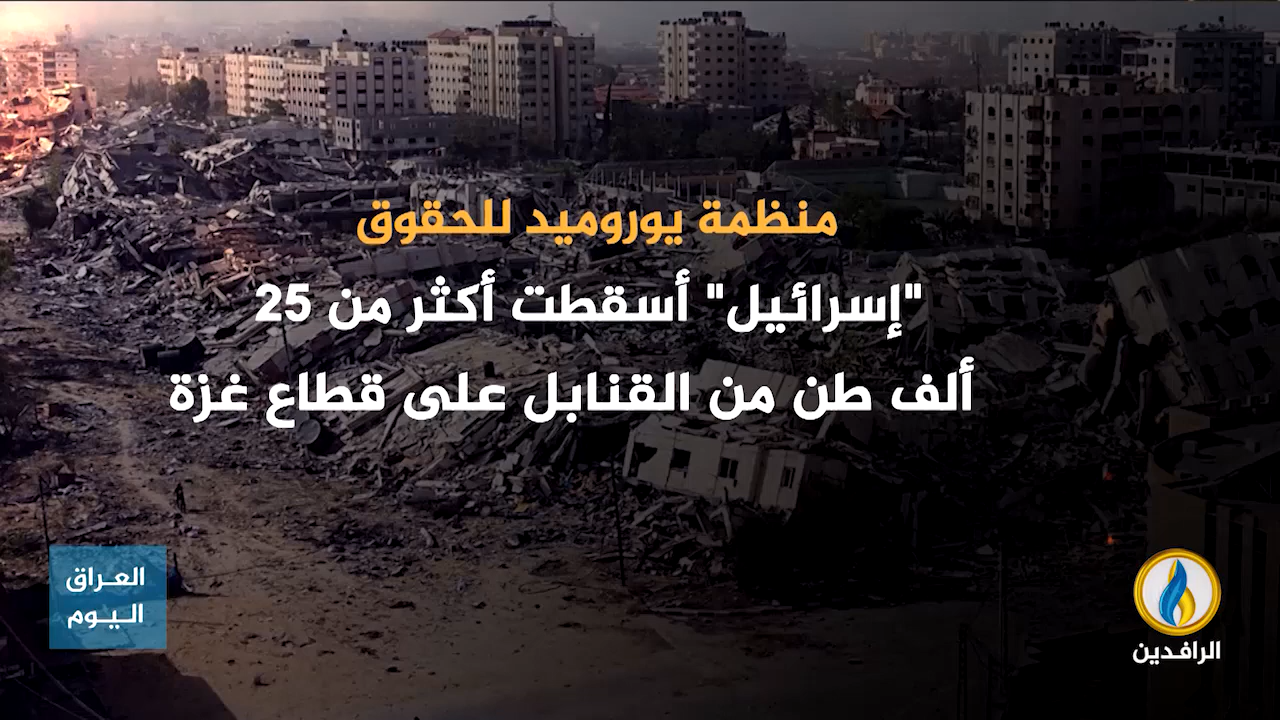 منظمة يوروميد للحقوق
"إسرائيل" أسقطت أكثر من 25
ألف طن من القنابل على قطاع غزة
العراق
اليوم
الرافدين